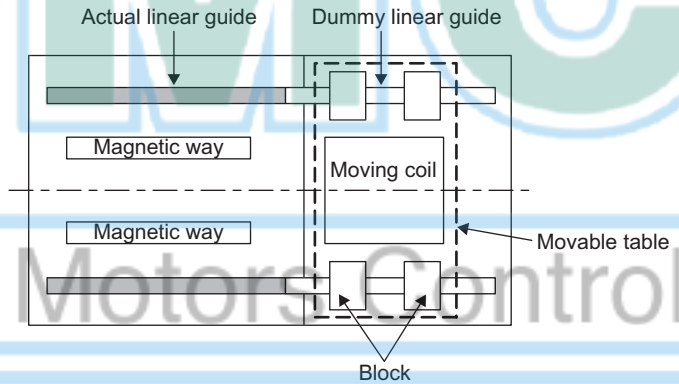 Actual linear guide
Dummy linear guide
Magnetic way
Moving coil
Magnetic way
Movable table
Motors Control
Block